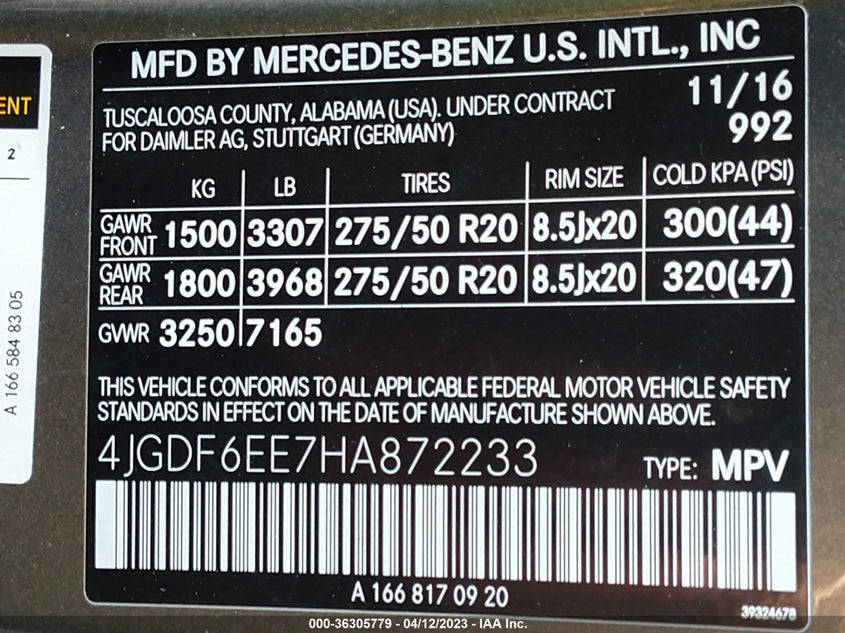 MFD BY MERCEDES-BENZ U.S. INTL., INC
TUSCALOOSA COUNTY, ALABAMA (USA). UNDER CONTRACT
FOR DAIMLER AG, STUTTGART (GERMANY)
11/16
992
KG LB TIRES RIM SIZE COLD KPA (PSI)
GAWR FRONT 1500 3307 275/50 R20 8.5Jx20 300(44)
GAWR REAR 1800 3968 275/50 R20 8.5Jx20 320(47)
GVWR 3250 7165
THIS VEHICLE CONFORMS TO ALL APPLICABLE FEDERAL MOTOR VEHICLE SAFETY
STANDARDS IN EFFECT ON THE DATE OF MANUFACTURE SHOWN ABOVE.
4JGDF6EE7HA872233 TYPE: MPV
A 166 817 09 20
39324678
ENT
2
A 166 584 83 05
000-36305779 - 04/12/2023 - IAA Inc.